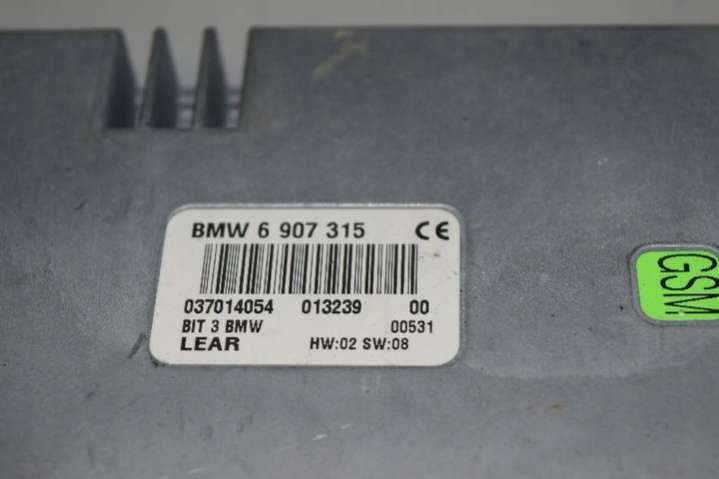 BMW 6 907 315 CE
037014054 013239 00
BIT 3 BMW 00531
LEAR HW:02 SW:08
GSM